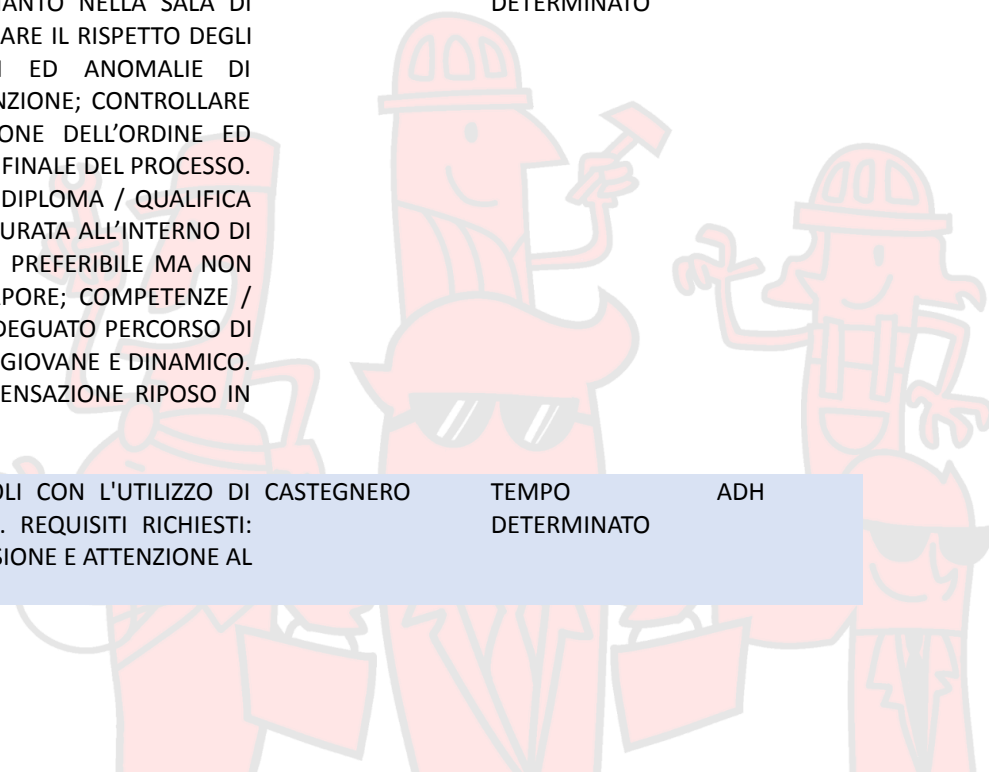 NELLA SALA DI
DETERMINATO
ARE IL RISPETTO DEGLI
ED ANOMALIE DI
NZIONE; CONTROLLARE
ONE DELL’ORDINE ED
FINALE DEL PROCESSO.
DIPLOMA / QUALIFICA
URATA ALL’INTERNO DI
PREFERIBILE MA NON
PORE; COMPETENZE /
DEGUATO PERCORSO DI
GIOVANE E DINAMICO.
ENSAZIONE RIPOSO IN
OLI CON L'UTILIZZO DI CASTEGNERO TEMPO ADH
. REQUISITI RICHIESTI: DETERMINATO
SIONE E ATTENZIONE AL